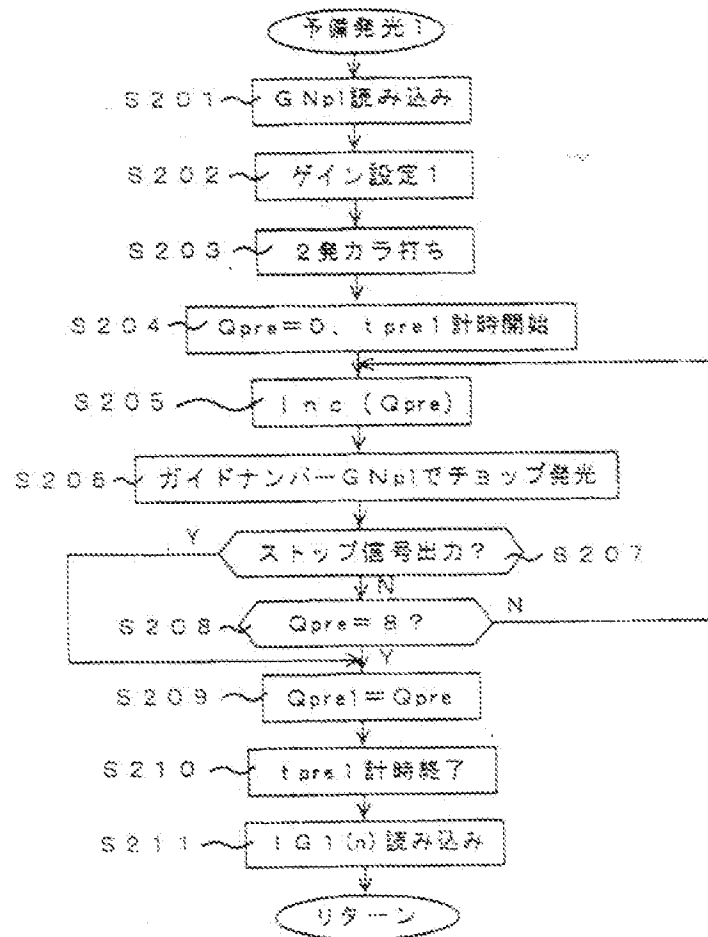 予備発光1
S201 GNp1読み込み
S202 ゲイン設定1
S203 2発カラ打ち
S204 Qpre=0、tpre1計時開始
S205 Inc(Qpre)
S206 ガイドナンバーGNp1でチョップ発光
Y ストップ信号出力? S207
N
S208 Qpre=8? N
Y
S209 Qpre1=Qpre
S210 tpre1計時終了
S211 IG1(n)読み込み
リターン